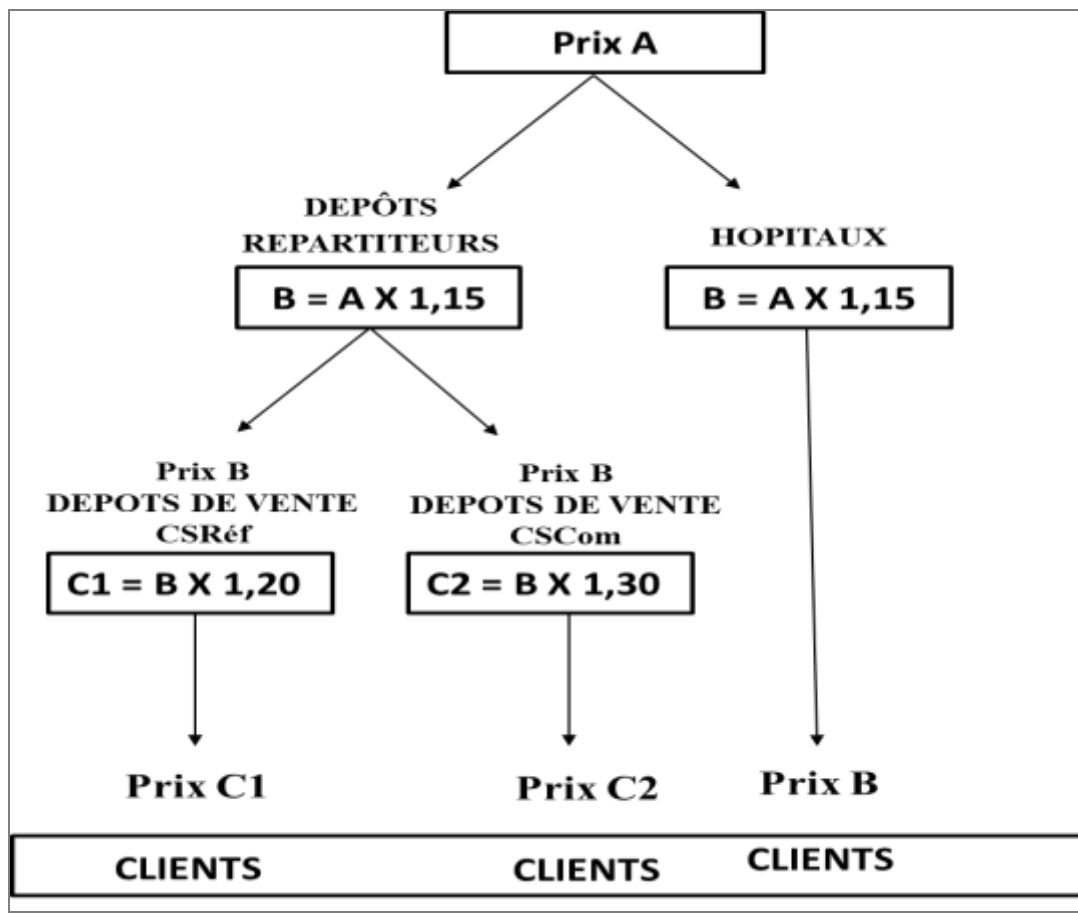 Prix A
DEPÔTS
REPARTITEURS
HOPITAUX
B = A X 1,15
B = A X 1,15
Prix B
DEPOTS DE VENTE
CSRéf
Prix B
DEPOTS DE VENTE
CSCom
C1 = B X 1,20
C2 = B X 1,30
Prix C1
Prix C2
Prix B
CLIENTS
CLIENTS
CLIENTS